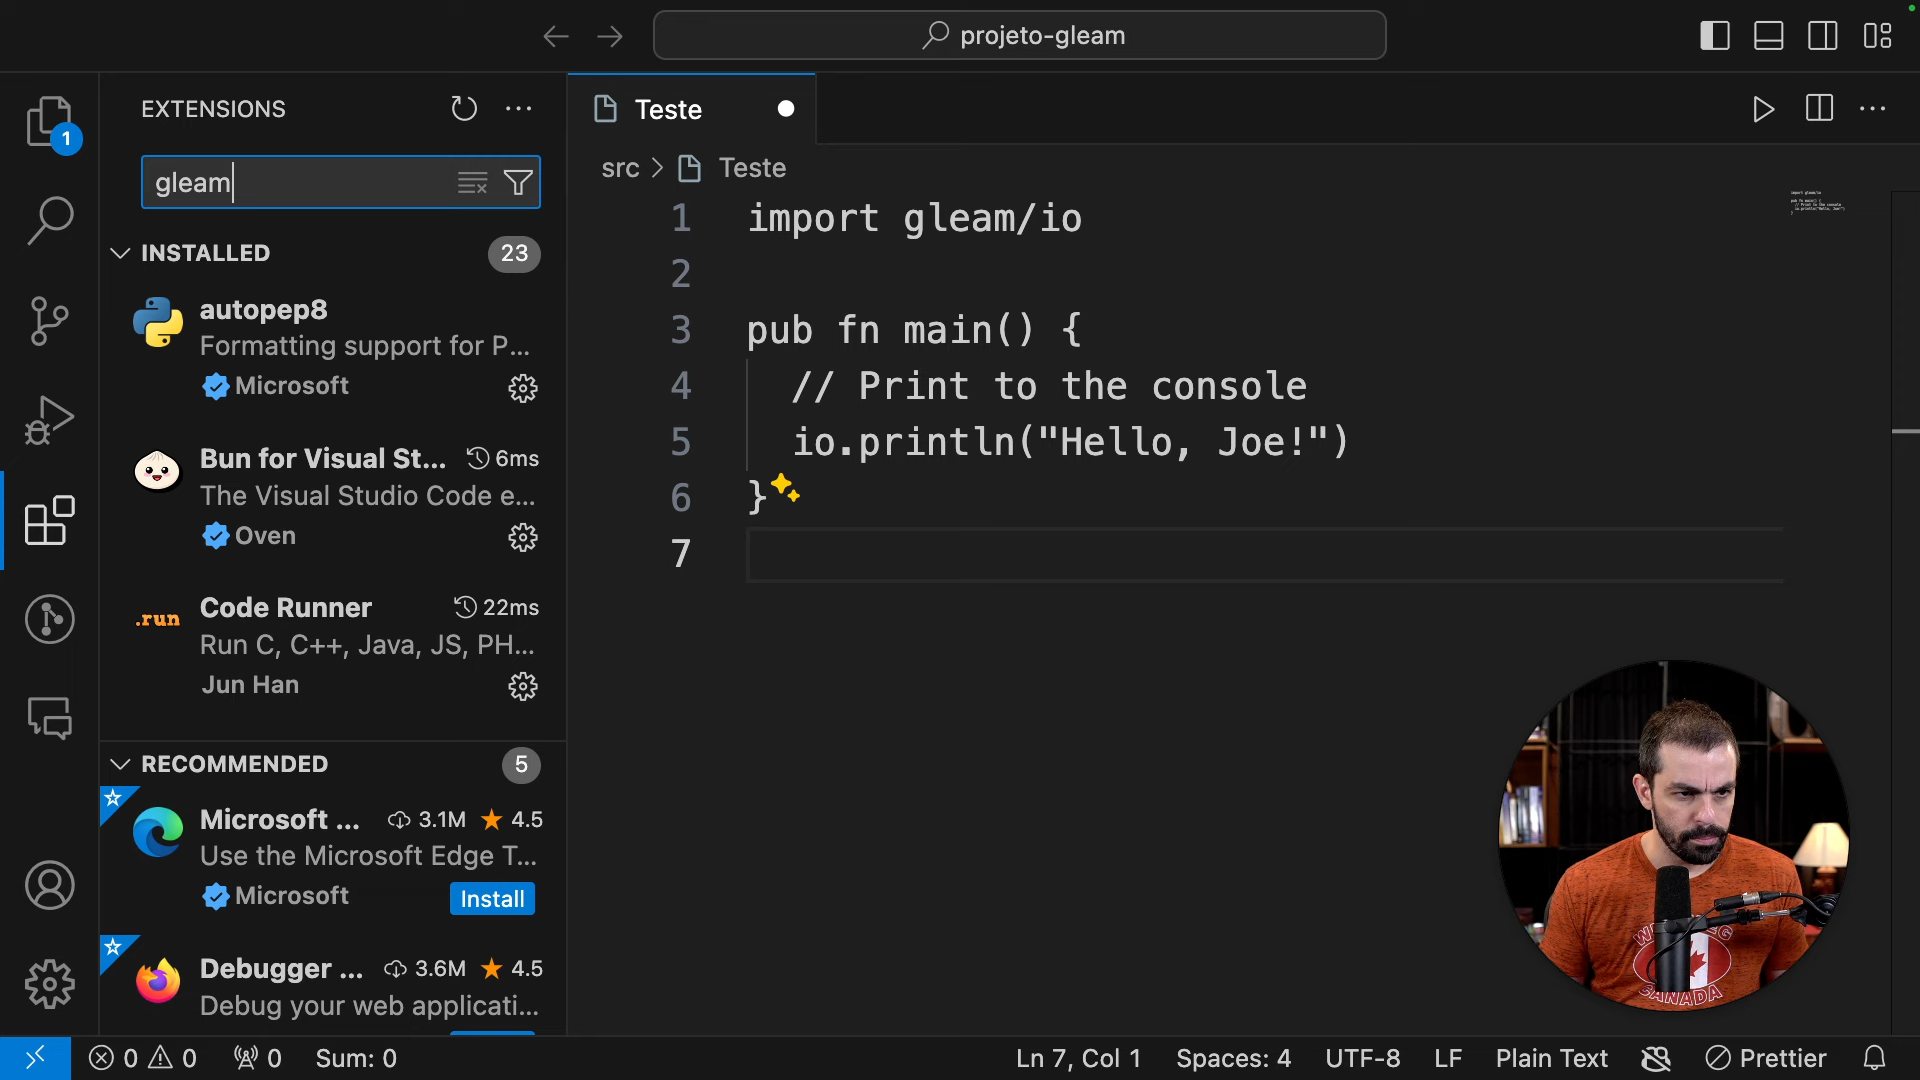 projeto-gleam
EXTENSIONS
Teste
1
gleam
src
Teste
INSTALLED
23
autopep8
Formatting support for P...
Microsoft
Bun for Visual St...
6ms
The Visual Studio Code e...
Oven
.run
Code Runner
22ms
Run C, C++, Java, JS, PH...
Jun Han
RECOMMENDED
5
Microsoft ...
3.1M
4.5
Use the Microsoft Edge T...
Microsoft
Install
Debugger ...
3.6M
4.5
Debug your web applicati...
1 import gleam/io
2
3 pub fn main() {
4 // Print to the console
5 io.println("Hello, Joe!")
6 }
7
CANADA
0
0
0
Sum: 0
Ln 7, Col 1
Spaces: 4
UTF-8
LF
Plain Text
Prettier